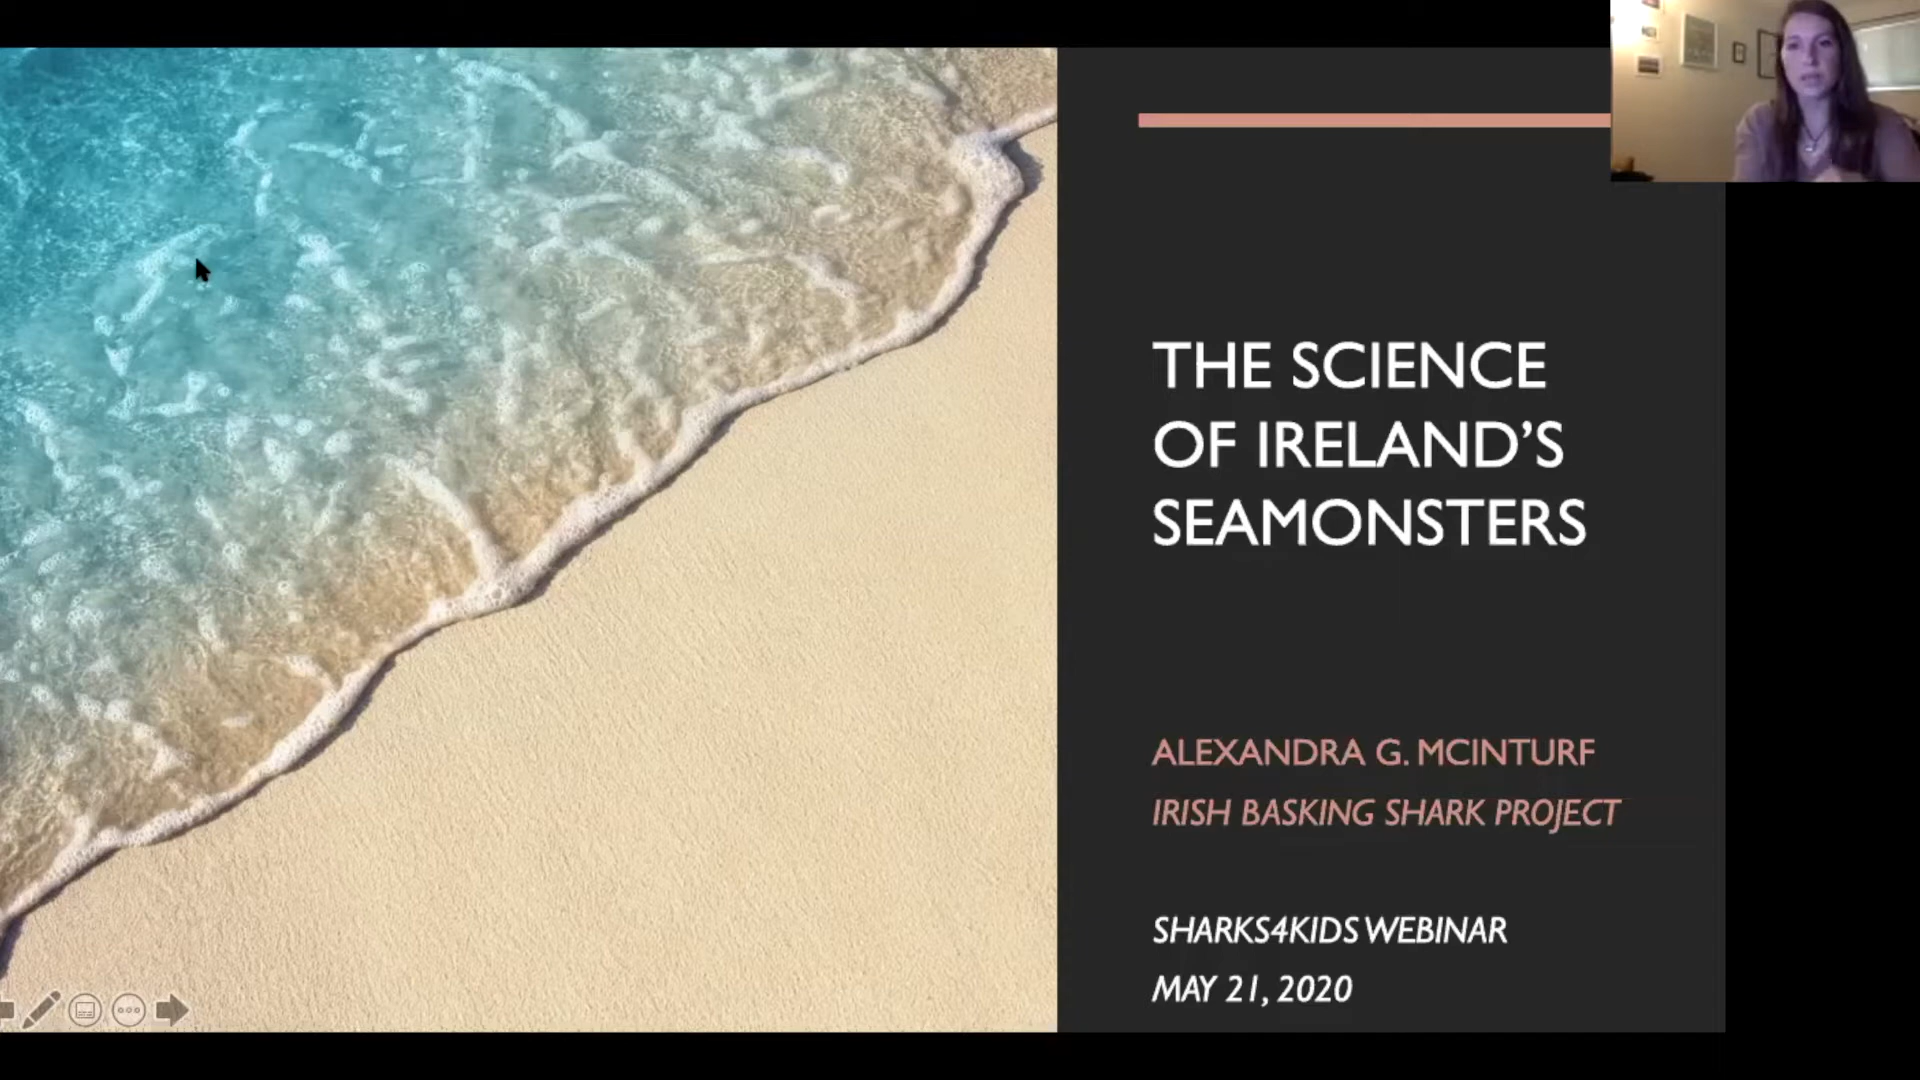 THE SCIENCE
OF IRELAND'S
SEAMONSTERS
ALEXANDRA G. MCINTURF
IRISH BASKING SHARK PROJECT
SHARKS4KIDS WEBINAR
MAY 21, 2020